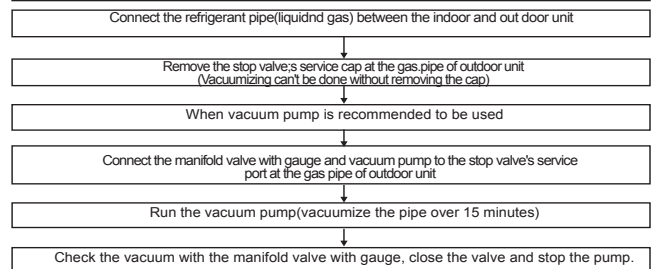 Connect the refrigerant pipe(liquidnd gas) between the indoor and out door unit
Remove the stop valve;s service cap at the gas.pipe of outdoor unit
(Vacuumizing can't be done without removing the cap)
When vacuum pump is recommended to be used
Connect the manifold valve with gauge and vacuum pump to the stop valve's service
port at the gas pipe of outdoor unit
Run the vacuum pump(vacuumize the pipe over 15 minutes)
Check the vacuum with the manifold valve with gauge, close the valve and stop the pump.